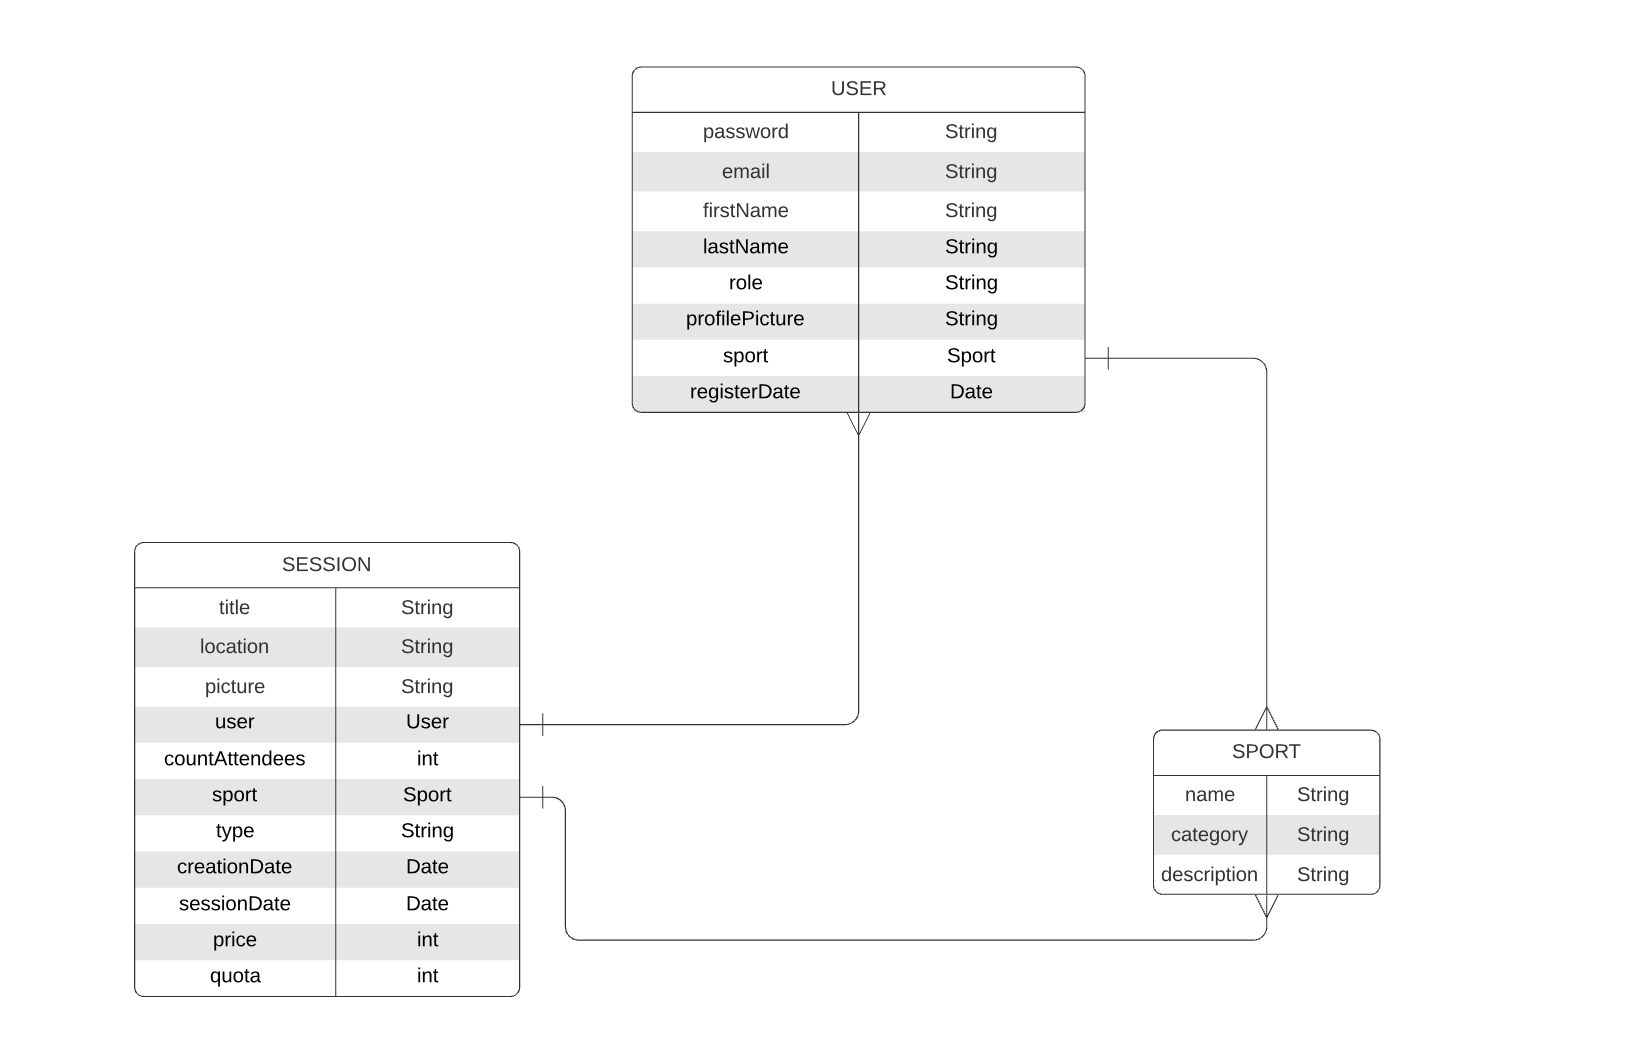 USER
password String
email String
firstName String
lastName String
role String
profilePicture String
sport Sport
registerDate Date
SESSION
title String
location String
picture String
user User
countAttendees int
sport Sport
type String
creationDate Date
sessionDate Date
price int
quota int
SPORT
name String
category String
description String